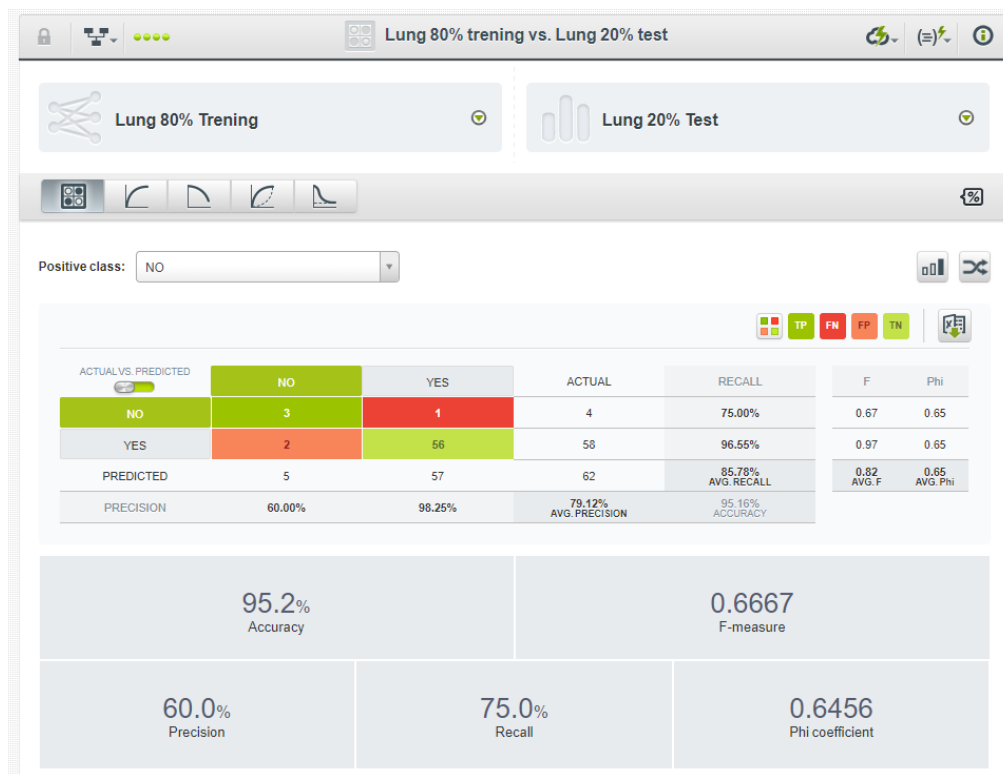 Lung 80% trening vs. Lung 20% test
Lung 80% Trening
Lung 20% Test
Positive class: NO
TP FN FP TN
ACTUAL VS. PREDICTED NO YES ACTUAL RECALL F Phi
NO 3 1 4 75.00% 0.67 0.65
YES 2 56 58 96.55% 0.97 0.65
PREDICTED 5 57 62 85.78% AVG. RECALL 0.82 AVG. F 0.65 AVG. Phi
PRECISION 60.00% 98.25% 79.12% AVG. PRECISION 95.16% ACCURACY
95.2%
Accuracy
0.6667
F-measure
60.0%
Precision
75.0%
Recall
0.6456
Phi coefficient